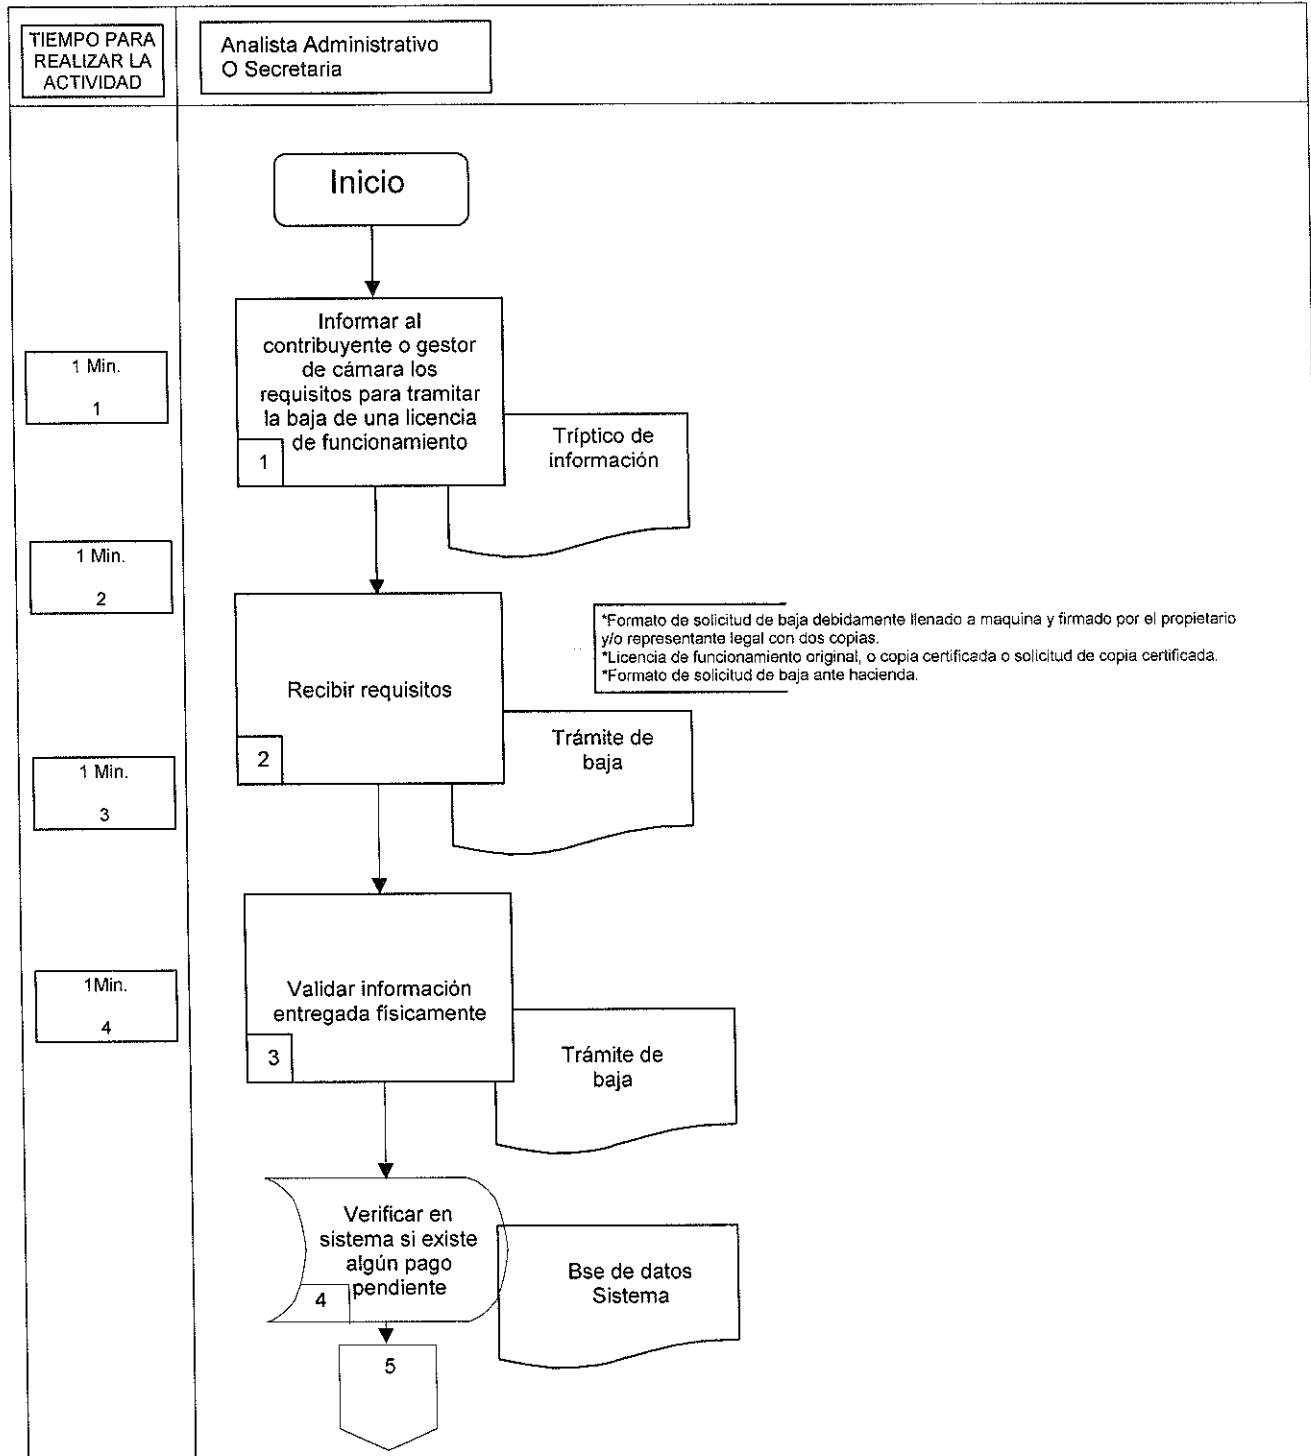 TIEMPO PARA
REALIZAR LA
ACTIVIDAD
Analista Administrativo
O Secretaria
Inicio
1 Min.
1
Informar al
contribuyente o gestor
de cámara los
requisitos para tramitar
la baja de una licencia
de funcionamiento
1
Tríptico de
información
1 Min.
2
Recibir requisitos
2
*Formato de solicitud de baja debidamente llenado a maquina y firmado por el propietario
y/o representante legal con dos copias.
*Licencia de funcionamiento original, o copia certificada o solicitud de copia certificada.
*Formato de solicitud de baja ante hacienda.
Trámite de
baja
1 Min.
3
Validar información
entregada físicamente
3
Trámite de
baja
1Min.
4
Verificar en
sistema si existe
algún pago
pendiente
4
Bse de datos
Sistema
5